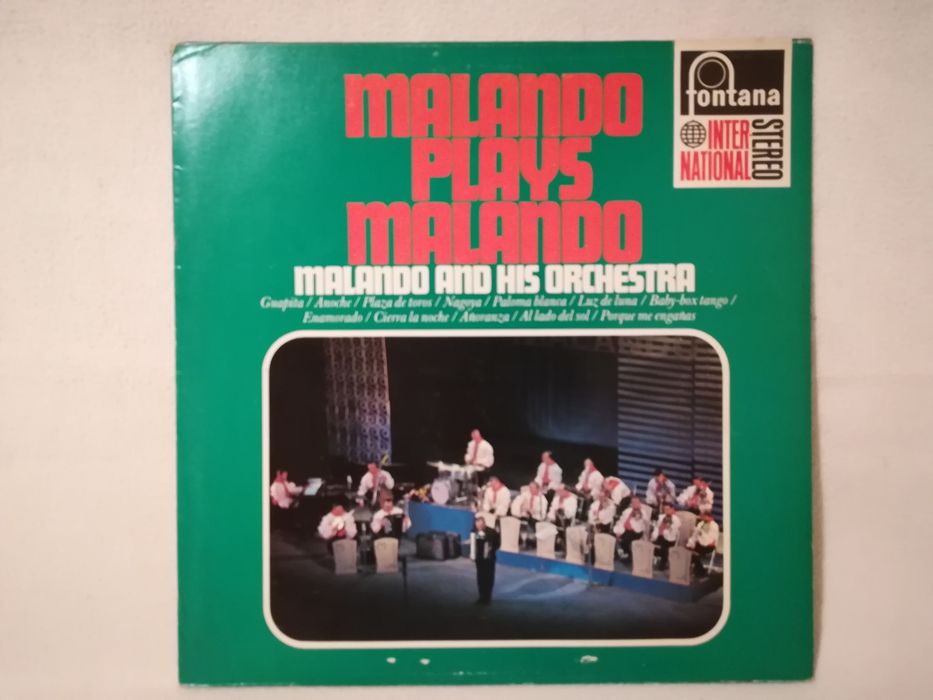 MALANDO
PLAYS
MALANDO
MALANDO AND HIS ORCHESTRA
Guapita / Anoche / Plaza de toros / Nagoya / Paloma blanca / Luz de luna / Baby-box tango /
Enamorado / Cierra la noche / Añoranza / Al lado del sol / Porque me engañas
fontana
INTER-
NATIONAL
STEREO